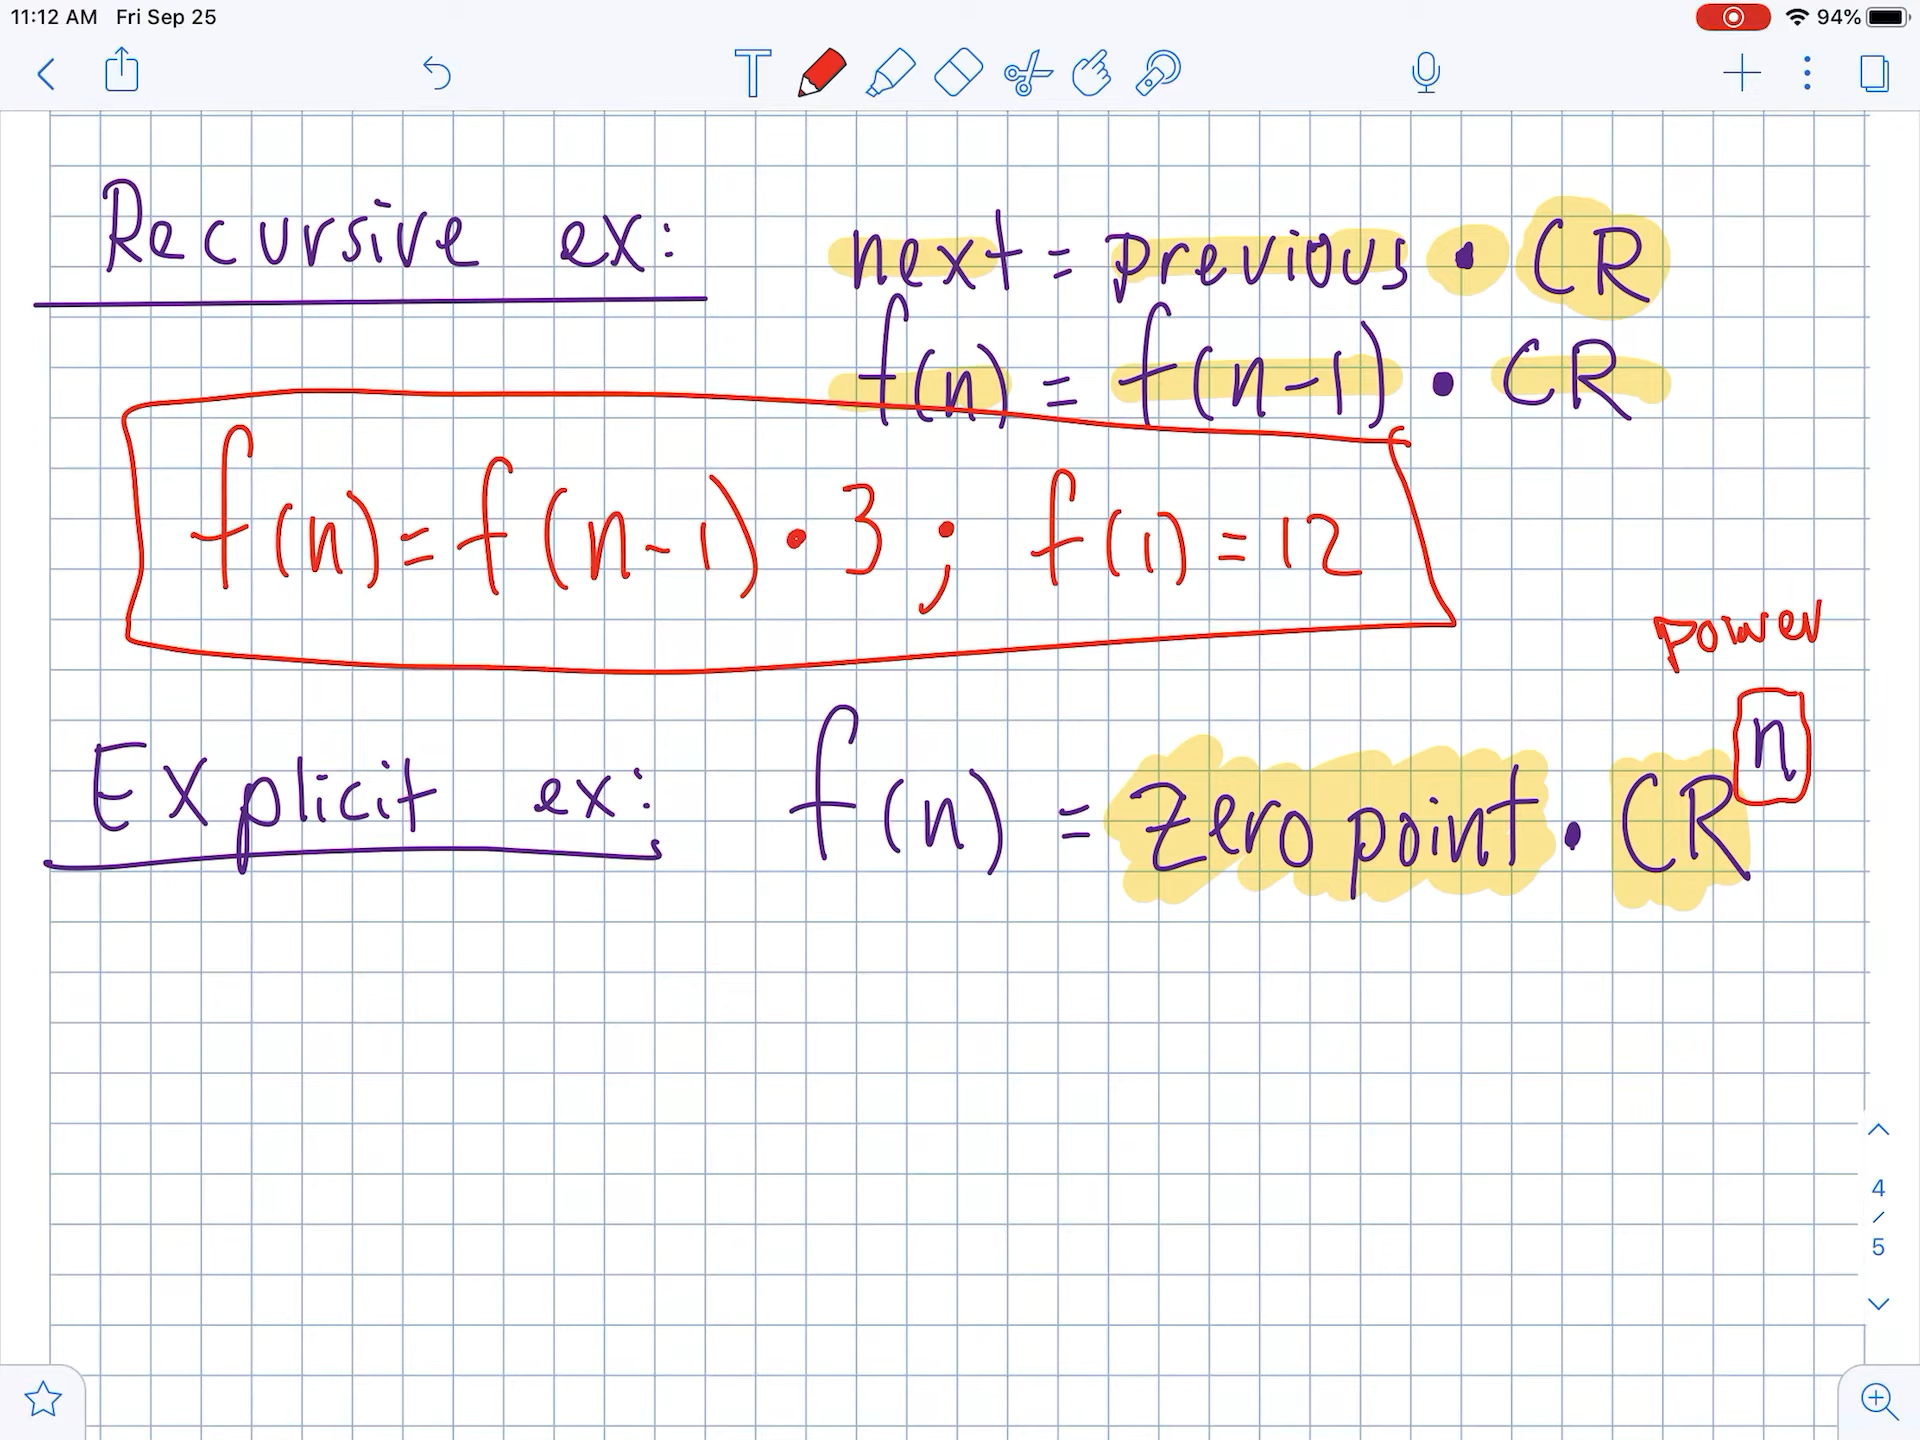 11:12 AM Fri Sep 25 94%
T
Recursive ex: next = previous • CR
f(n) = f(n-1) • CR
f(n) = f(n-1) • 3 ; f(1) = 12
power
Explicit ex: f(n) = Zero point • CR^n
4
/
5